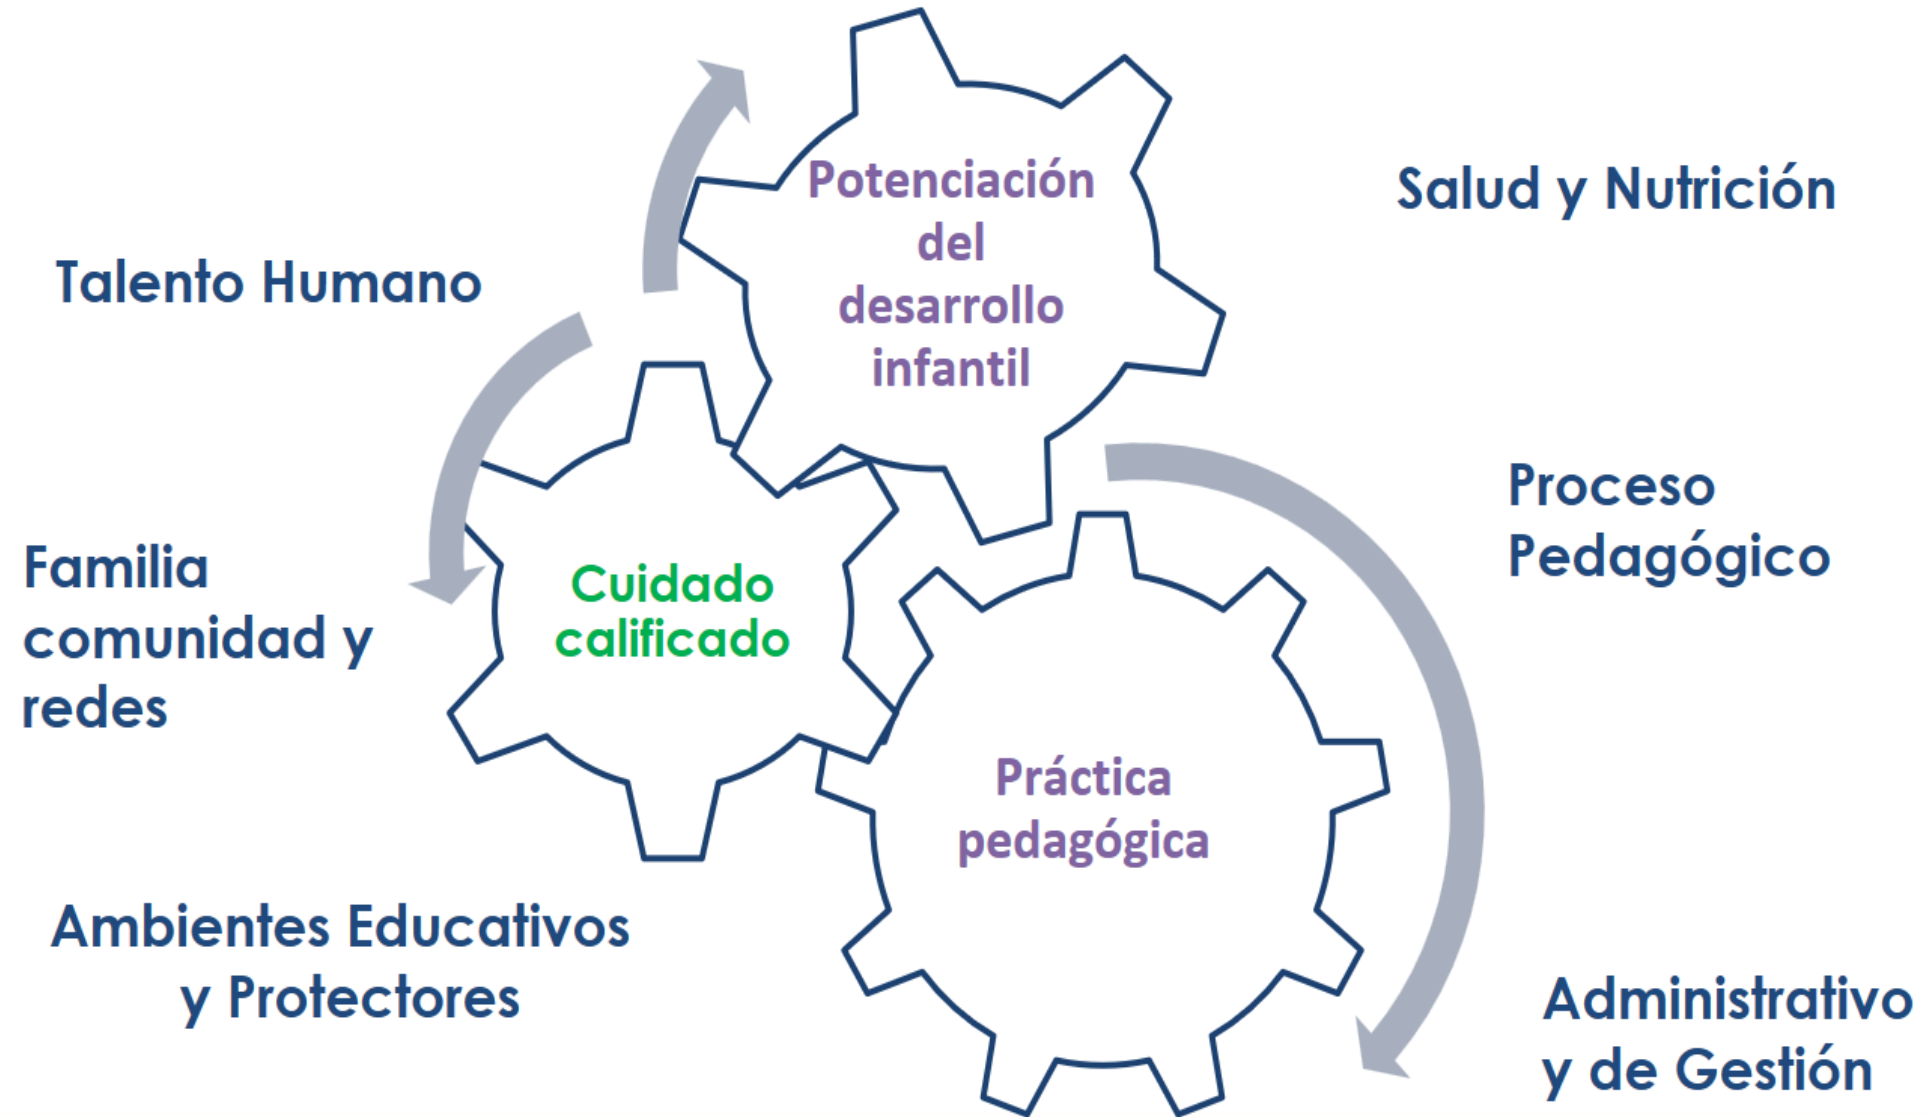 Potenciación
del
desarrollo
infantil
Salud y Nutrición
Talento Humano
Proceso
Pedagógico
Familia
comunidad y
redes
Cuidado
calificado
Práctica
pedagógica
Ambientes Educativos
y Protectores
Administrativo
y de Gestión